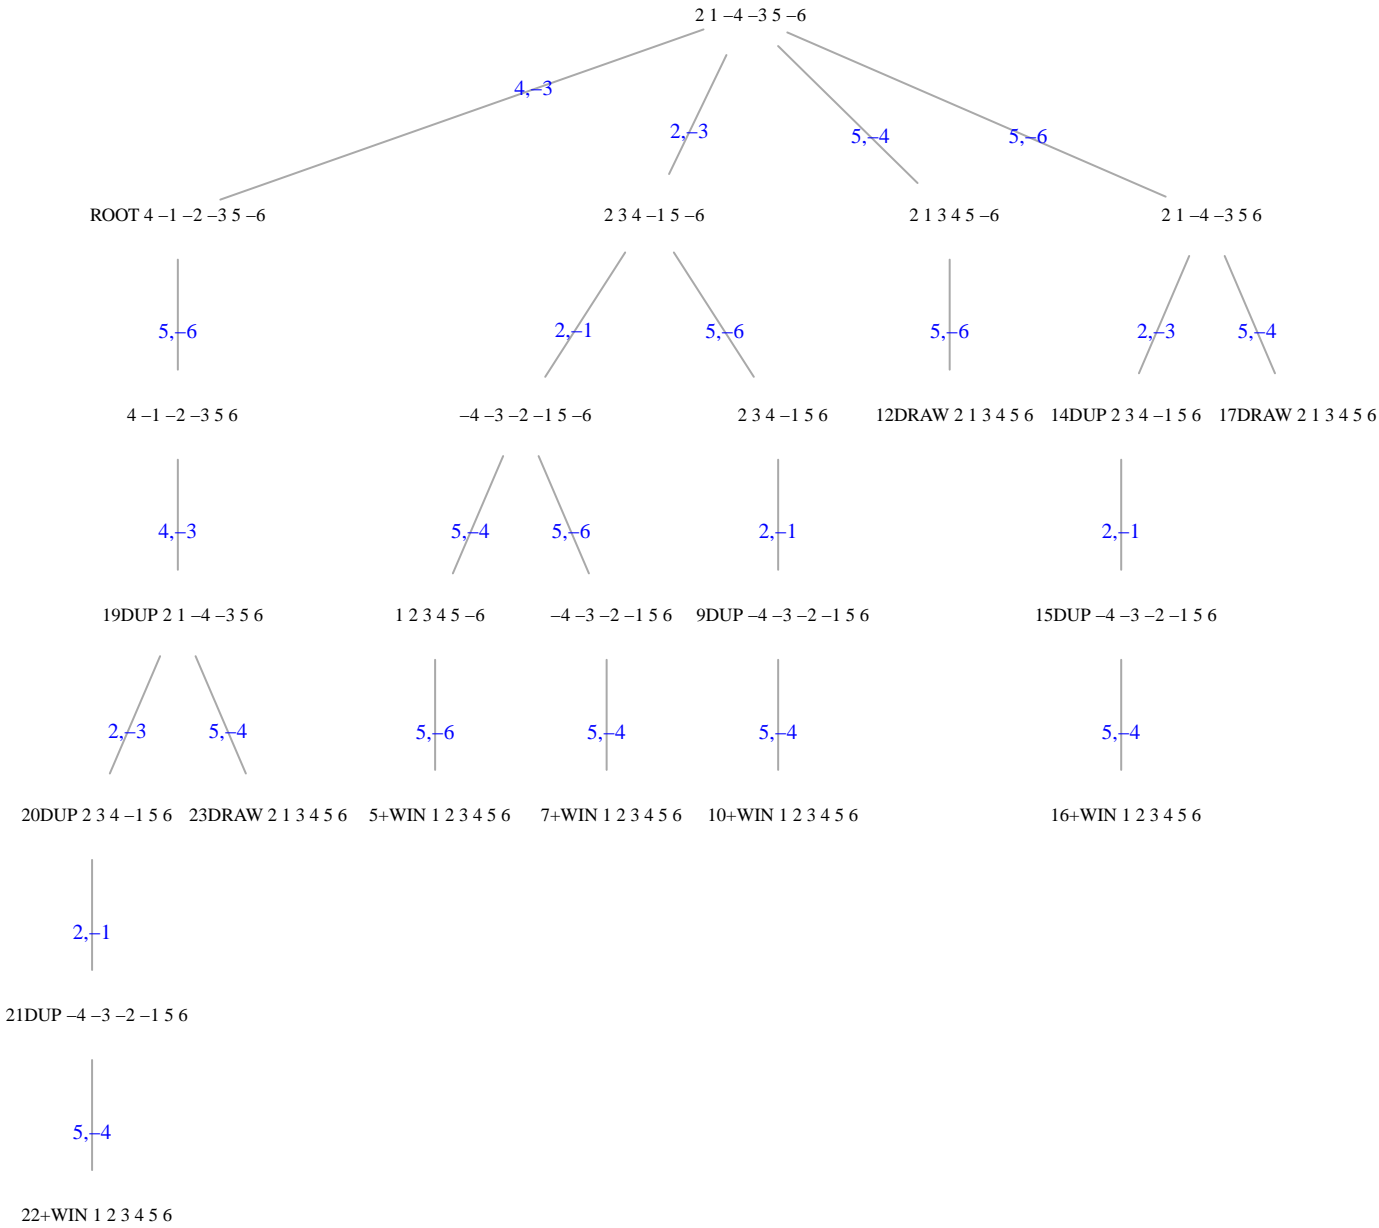 2 1 –4 –3 5 –6
4,–3
2,–3
5,–4
5,–6
ROOT 4 –1 –2 –3 5 –6
2 3 4 –1 5 –6
2 1 3 4 5 –6
2 1 –4 –3 5 6
5,–6
2,–1
5,–6
5,–6
2,–3
5,–4
4 –1 –2 –3 5 6
–4 –3 –2 –1 5 –6
2 3 4 –1 5 6
12DRAW 2 1 3 4 5 6
14DUP 2 3 4 –1 5 6
17DRAW 2 1 3 4 5 6
4,–3
5,–4
5,–6
2,–1
2,–1
19DUP 2 1 –4 –3 5 6
1 2 3 4 5 –6
–4 –3 –2 –1 5 6
9DUP –4 –3 –2 –1 5 6
15DUP –4 –3 –2 –1 5 6
2,–3
5,–4
5,–6
5,–4
5,–4
5,–4
20DUP 2 3 4 –1 5 6
23DRAW 2 1 3 4 5 6
5+WIN 1 2 3 4 5 6
7+WIN 1 2 3 4 5 6
10+WIN 1 2 3 4 5 6
16+WIN 1 2 3 4 5 6
2,–1
21DUP –4 –3 –2 –1 5 6
5,–4
22+WIN 1 2 3 4 5 6